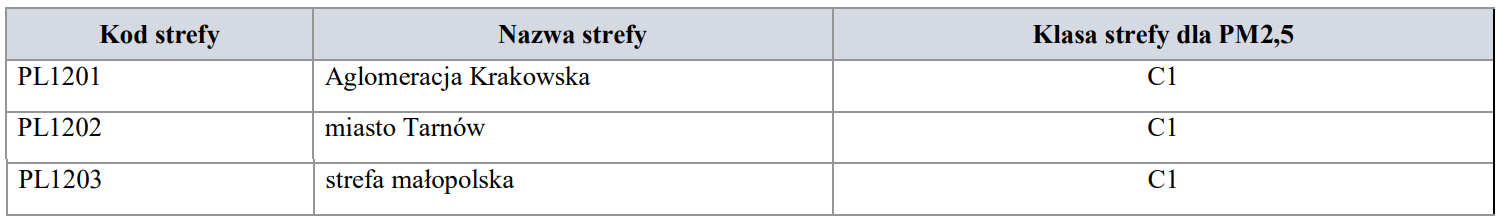 Kod strefy Nazwa strefy Klasa strefy dla PM2,5
PL1201 Aglomeracja Krakowska C1
PL1202 miasto Tarnów C1
PL1203 strefa małopolska C1